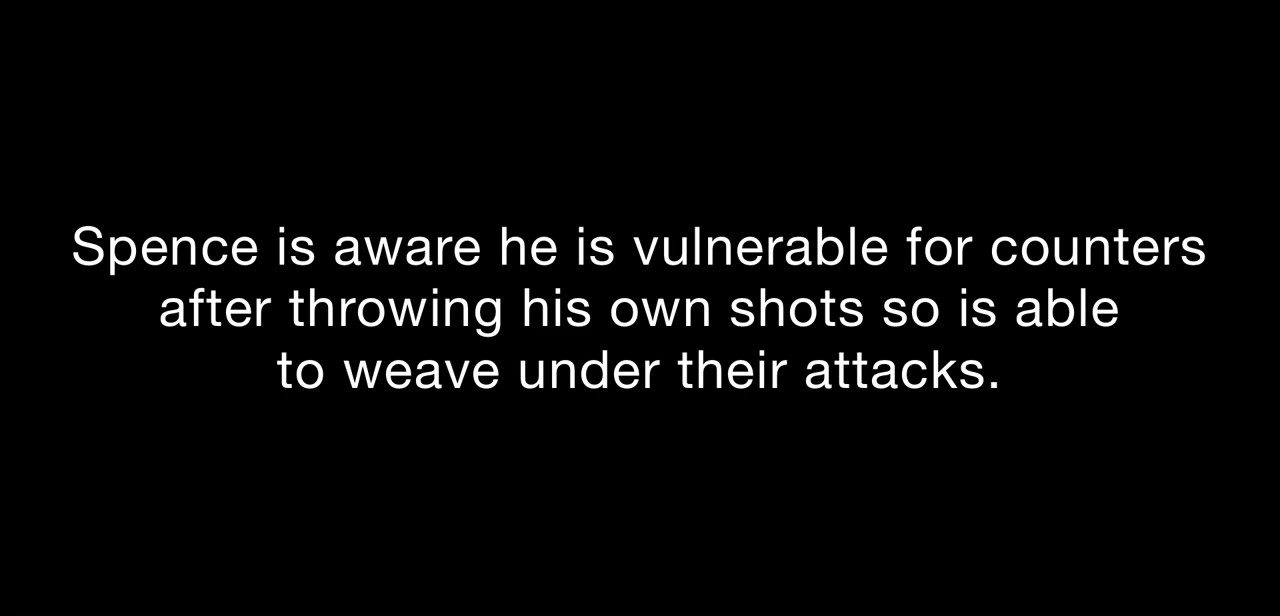 Spence is aware he is vulnerable for counters
after throwing his own shots so is able
to weave under their attacks.